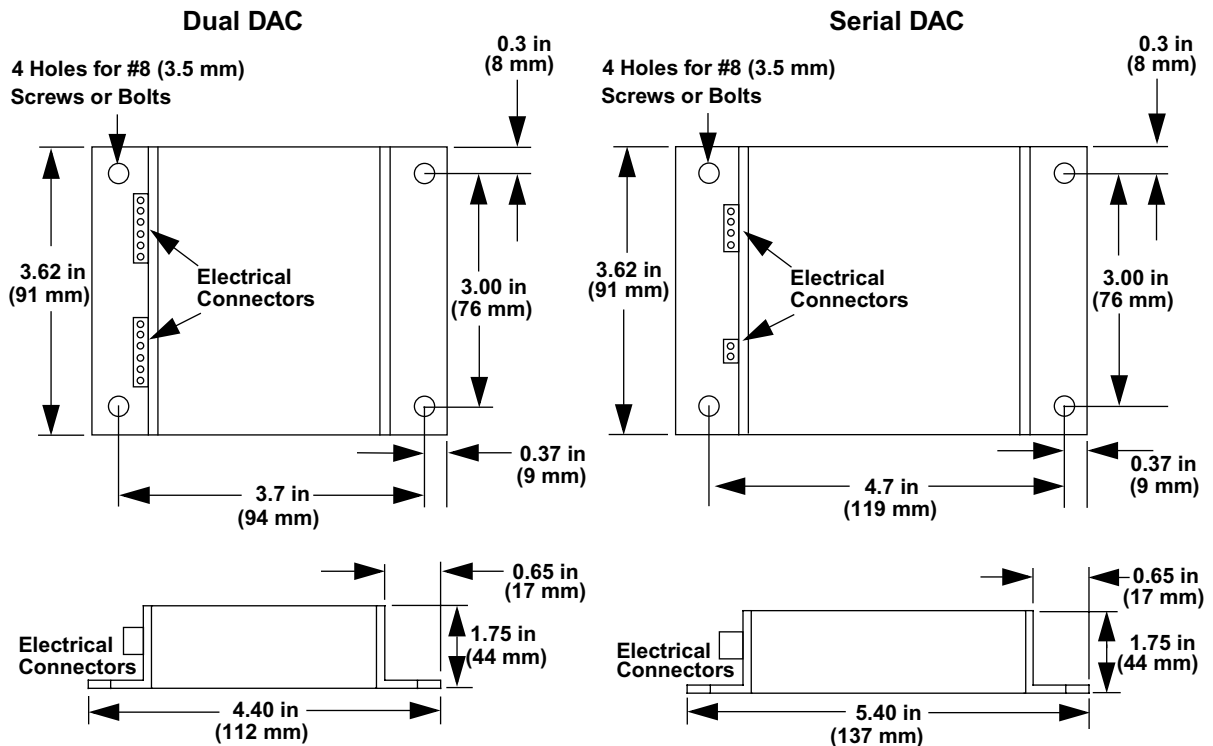 Dual DAC
4 Holes for #8 (3.5 mm)
Screws or Bolts
0.3 in
(8 mm)
3.62 in
(91 mm)
Electrical
Connectors
3.00 in
(76 mm)
0.37 in
(9 mm)
3.7 in
(94 mm)
0.65 in
(17 mm)
Electrical
Connectors
1.75 in
(44 mm)
4.40 in
(112 mm)
Serial DAC
4 Holes for #8 (3.5 mm)
Screws or Bolts
0.3 in
(8 mm)
3.62 in
(91 mm)
Electrical
Connectors
3.00 in
(76 mm)
0.37 in
(9 mm)
4.7 in
(119 mm)
0.65 in
(17 mm)
Electrical
Connectors
1.75 in
(44 mm)
5.40 in
(137 mm)